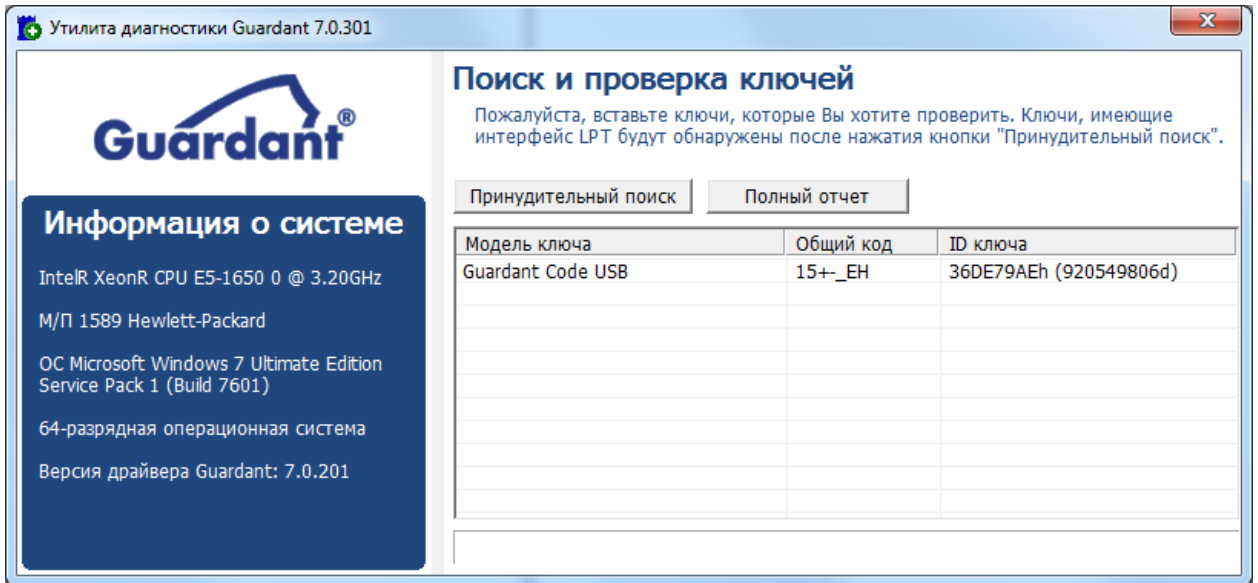 Утилита диагностики Guardant 7.0.301
Guardant®
Информация о системе
IntelR XeonR CPU E5-1650 0 @ 3.20GHz
М/П 1589 Hewlett-Packard
ОС Microsoft Windows 7 Ultimate Edition
Service Pack 1 (Build 7601)
64-разрядная операционная система
Версия драйвера Guardant: 7.0.201
Поиск и проверка ключей
Пожалуйста, вставьте ключи, которые Вы хотите проверить. Ключи, имеющие
интерфейс LPT будут обнаружены после нажатия кнопки "Принудительный поиск".
Принудительный поиск Полный отчет
Модель ключа Общий код ID ключа
Guardant Code USB 15+-_EH 36DE79AEh (920549806d)